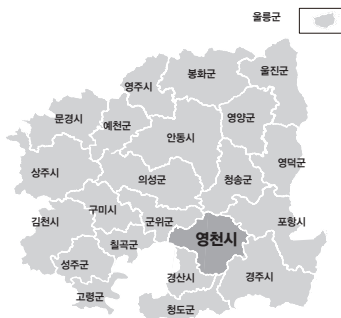 울릉군
봉화군
울진군
영주시
문경시
예천군
영양군
안동시
상주시
의성군
청송군
영덕군
구미시
김천시
군위군
포항시
영천시
칠곡군
성주군
경산시
경주시
고령군
청도군